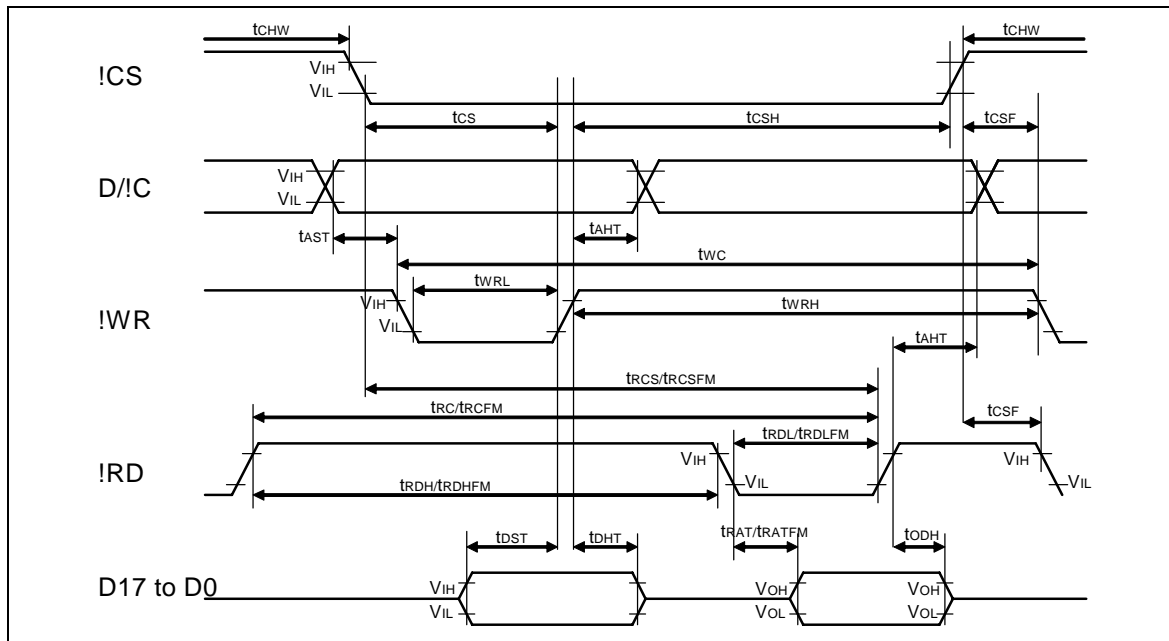 tCHW tCHW
!CS
VIH
VIL
tCS tCSH tCSF
D/!C
VIH
VIL
tAST tAHT
tWC
tWRL
!WR
VIH
VIL
tWRH
tAHT
tRCS/tRCSFM
tRC/tRCFM
tCSF
tRDL/tRDLFM
!RD
VIH VIH
VIL VIL
tRDH/tRDHFM
tDST tDHT tRAT/tRATFM tODH
D17 to D0
VIH VOH VOH
VIL VOL VOL